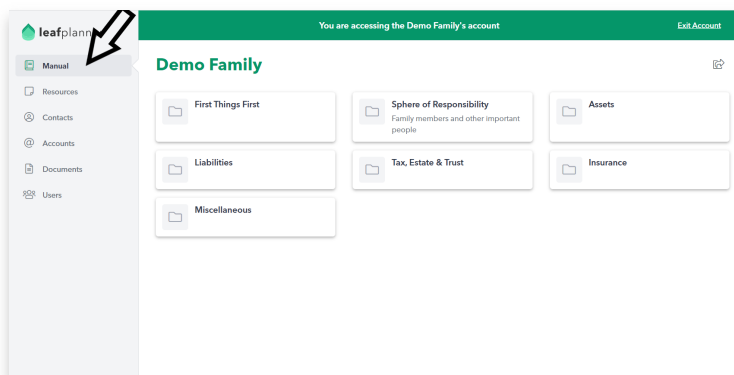 leafplann
You are accessing the Demo Family's account
Exit Account
Manual
Resources
Contacts
Accounts
Documents
Users
Demo Family
First Things First
Sphere of Responsibility
Family members and other important
people
Assets
Liabilities
Tax, Estate & Trust
Insurance
Miscellaneous